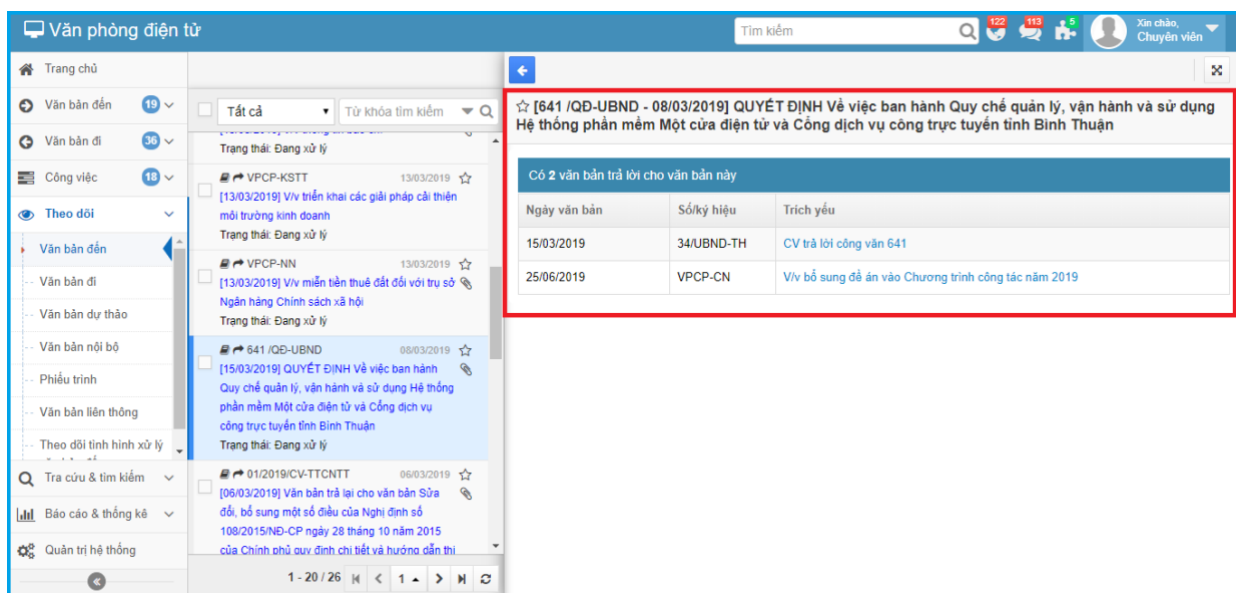 Văn phòng điện tử
Tìm kiếm
122
113
5
Xin chào,
Chuyên viên
Trang chủ
Văn bản đến
19
Văn bản đi
36
Công việc
18
Theo dõi
Văn bản đến
Văn bản đi
Văn bản dự thảo
Văn bản nội bộ
Phiếu trình
Văn bản liên thông
Theo dõi tình hình xử lý
Tra cứu & tìm kiếm
Báo cáo & thống kê
Quản trị hệ thống
Tất cả
Từ khóa tìm kiếm
Trạng thái: Đang xử lý
VPCP-KSTT 13/03/2019
[13/03/2019] V/v triển khai các giải pháp cải thiện
môi trường kinh doanh
Trạng thái: Đang xử lý
VPCP-NN 13/03/2019
[13/03/2019] V/v miễn tiền thuê đất đối với trụ sở
Ngân hàng Chính sách xã hội
Trạng thái: Đang xử lý
641 /QĐ-UBND 08/03/2019
[15/03/2019] QUYẾT ĐỊNH Về việc ban hành
Quy chế quản lý, vận hành và sử dụng Hệ thống
phần mềm Một cửa điện tử và Cổng dịch vụ
công trực tuyến tỉnh Bình Thuận
Trạng thái: Đang xử lý
01/2019/CV-TTCNTT 06/03/2019
[06/03/2019] Văn bản trả lại cho văn bản Sửa
đổi, bổ sung một số điều của Nghị định số
108/2015/NĐ-CP ngày 28 tháng 10 năm 2015
của Chính phủ quy định chi tiết và hướng dẫn thi
1 - 20 / 26
1
[641 /QĐ-UBND - 08/03/2019] QUYẾT ĐỊNH Về việc ban hành Quy chế quản lý, vận hành và sử dụng
Hệ thống phần mềm Một cửa điện tử và Cổng dịch vụ công trực tuyến tỉnh Bình Thuận
Có 2 văn bản trả lời cho văn bản này
Ngày văn bản Số/ký hiệu Trích yếu
15/03/2019 34/UBND-TH CV trả lời công văn 641
25/06/2019 VPCP-CN V/v bổ sung đề án vào Chương trình công tác năm 2019